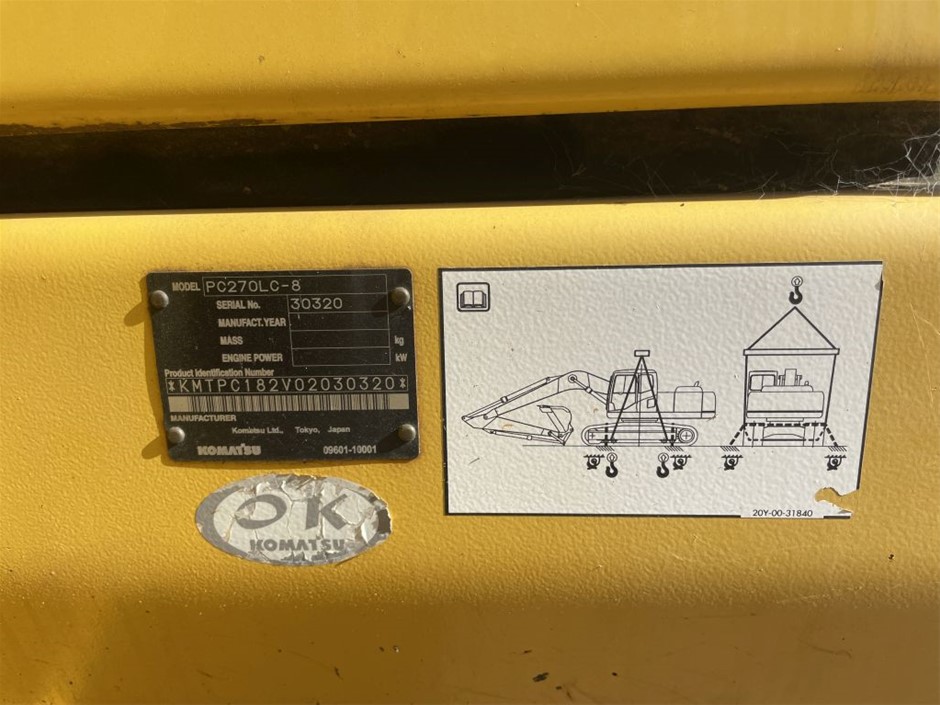 MODEL PC270LC-8
SERIAL No. 30320
MANUFACT.YEAR
MASS kg
ENGINE POWER kW
Product Identification Number
*KMTPC182V02030320*
MANUFACTURER
Komatsu Ltd., Tokyo, Japan
KOMATSU 09601-10001
OK
KOMATSU
20Y-00-31840